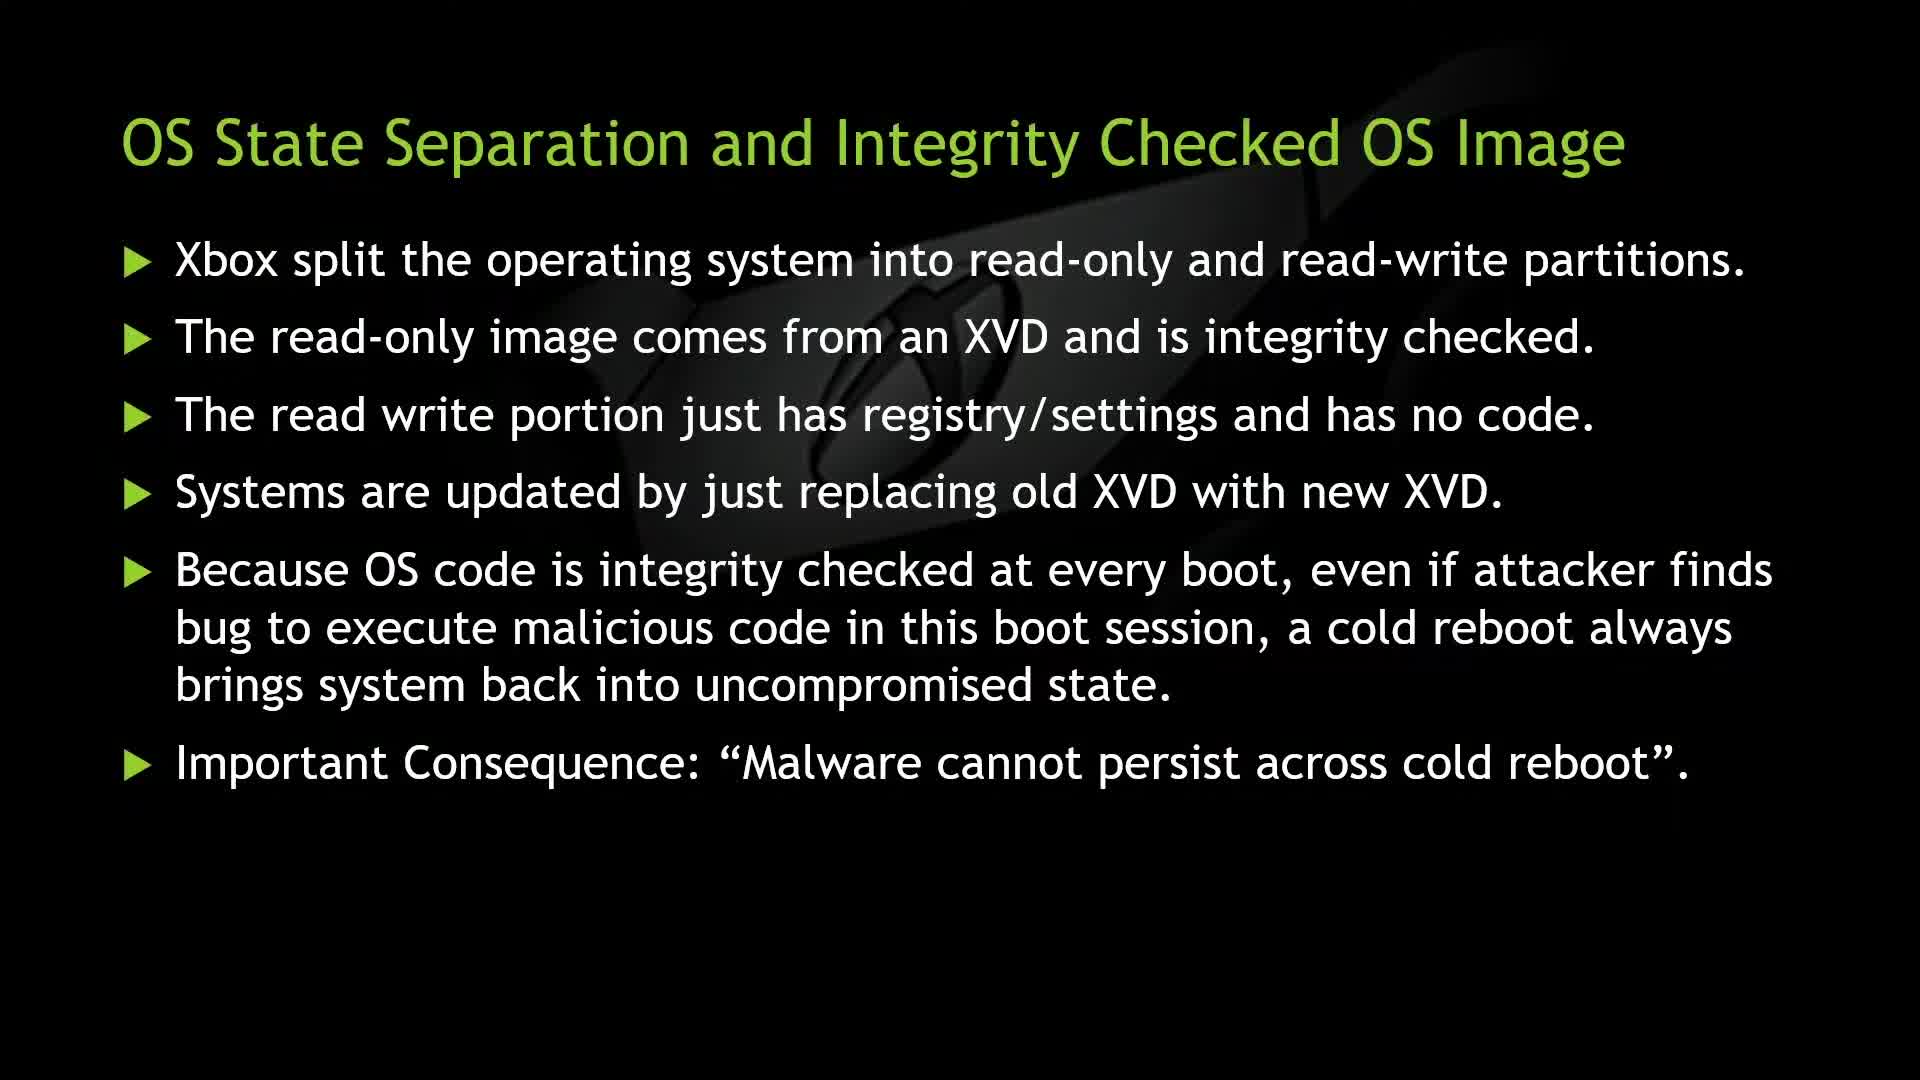 OS State Separation and Integrity Checked OS Image
Xbox split the operating system into read-only and read-write partitions.
The read-only image comes from an XVD and is integrity checked.
The read write portion just has registry/settings and has no code.
Systems are updated by just replacing old XVD with new XVD.
Because OS code is integrity checked at every boot, even if attacker finds
bug to execute malicious code in this boot session, a cold reboot always
brings system back into uncompromised state.
Important Consequence: “Malware cannot persist across cold reboot”.